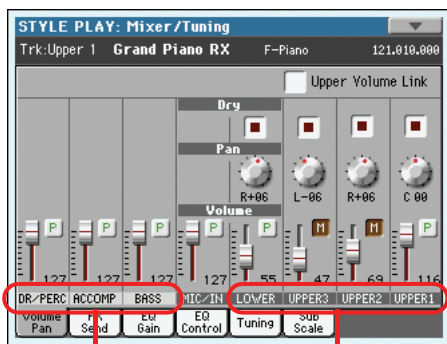 STYLE PLAY: Mixer/Tuning
Trk:Upper 1 Grand Piano RX F-Piano 121.010.000
Upper Volume Link
Dry
Pan
R+06 L-06 R+06 C 00
Volume
P P P P M M P
127 127 127 127 55 47 69 116
DR/PERC ACCOMP BASS MIC/IN LOWER UPPER3 UPPER2 UPPER1
Volume Pan FX Send EQ Gain EQ Control Tuning Sub Scale